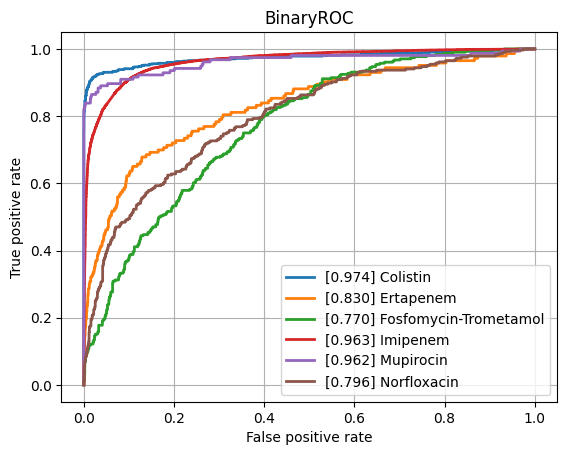 BinaryROC
True positive rate
1.0
0.8
0.6
0.4
0.2
0.0
[0.974] Colistin
[0.830] Ertapenem
[0.770] Fosfomycin-Trometamol
[0.963] Imipenem
[0.962] Mupirocin
[0.796] Norfloxacin
0.0 0.2 0.4 0.6 0.8 1.0
False positive rate